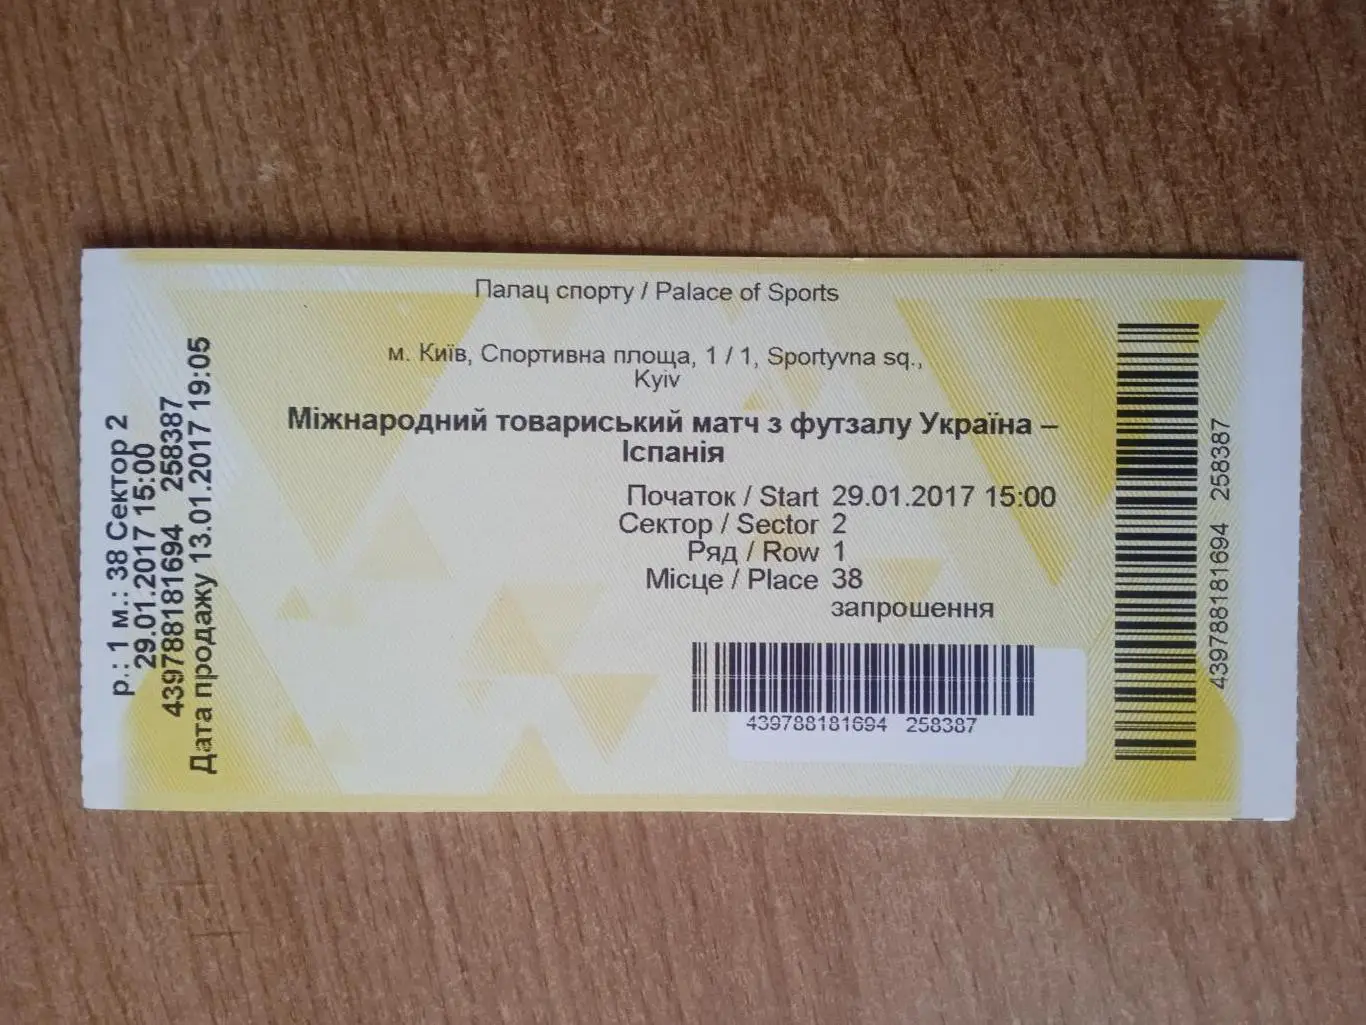 р.: 1 м.: 38 Сектор 2
29.01.2017 15:00
439788181694 258387
Дата продажу 13.01.2017 19:05
Палац спорту / Palace of Sports
м. Київ, Спортивна площа, 1 / 1, Sportyvna sq.,
Kyiv
Міжнародний товариський матч з футзалу Україна –
Іспанія
Початок / Start 29.01.2017 15:00
Сектор / Sector 2
Ряд / Row 1
Місце / Place 38
запрошення
439788181694 258387
439788181694 258387